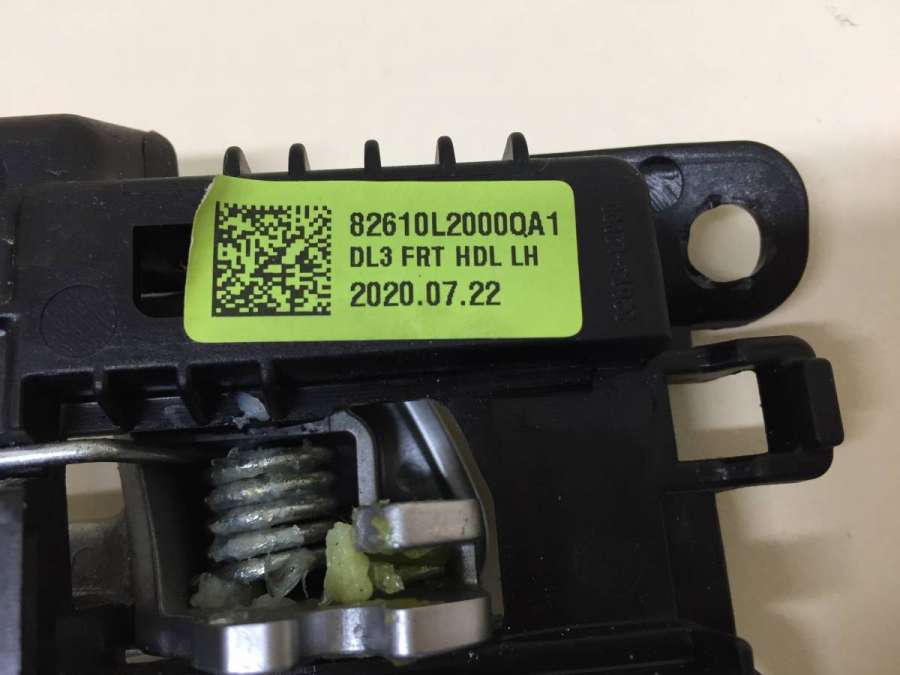 82610L2000QA1
DL3 FRT HDL LH
2020.07.22